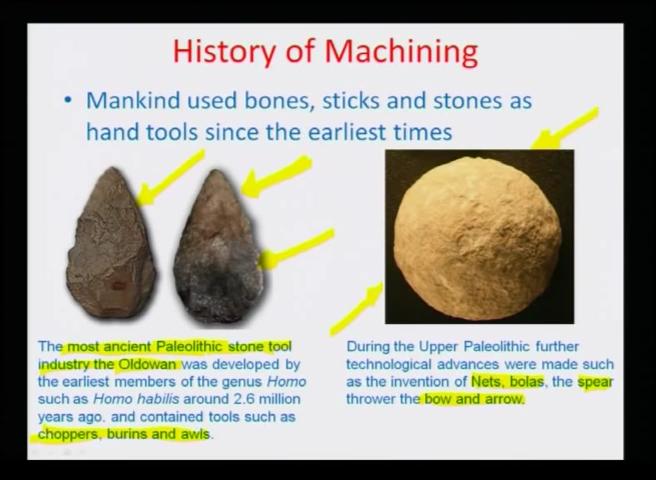 History of Machining
• Mankind used bones, sticks and stones as
hand tools since the earliest times
The most ancient Paleolithic stone tool
industry the Oldowan was developed by
the earliest members of the genus Homo
such as Homo habilis around 2.6 million
years ago. and contained tools such as
choppers, burins and awls.
During the Upper Paleolithic further
technological advances were made such
as the invention of Nets, bolas, the spear
thrower the bow and arrow.